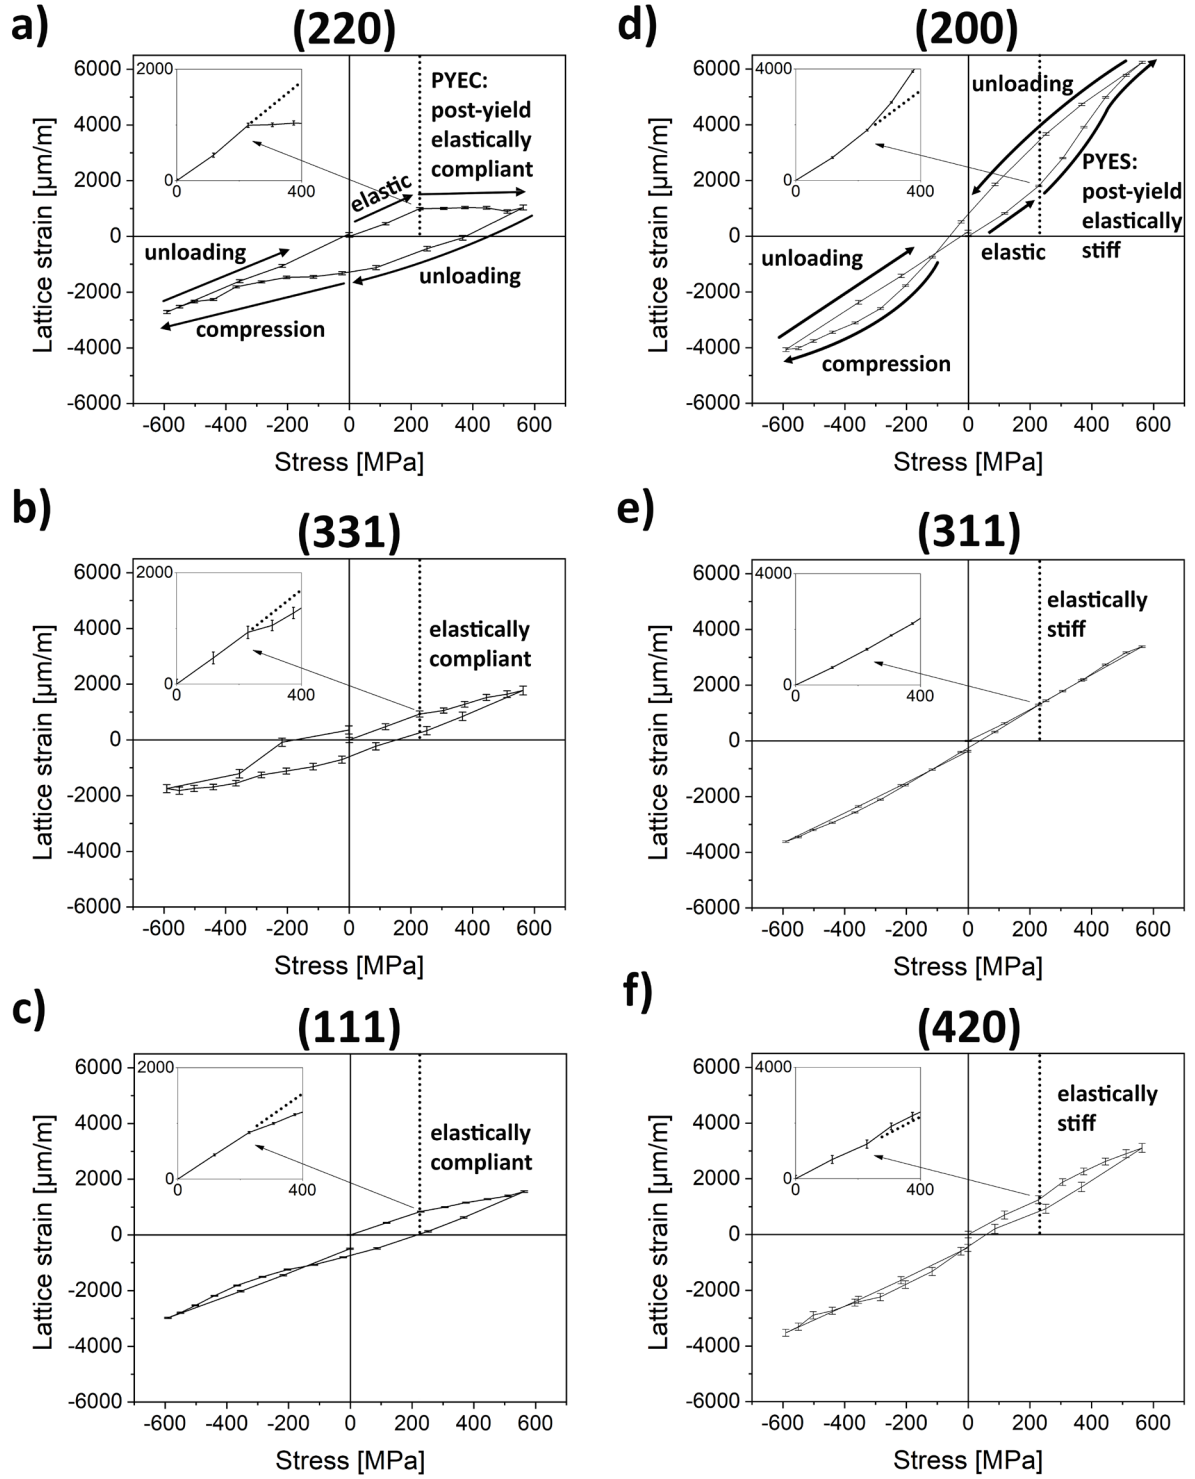 a)
(220)
6000
4000
2000
0
-2000
-4000
-6000
Lattice strain [µm/m]
2000
0
0
400
PYEC:
post-yield
elastically
compliant
elastic
unloading
unloading
compression
-600
-400
-200
0
200
400
600
Stress [MPa]
d)
(200)
6000
4000
2000
0
-2000
-4000
-6000
Lattice strain [µm/m]
4000
0
0
400
unloading
PYES:
post-yield
elastically
stiff
elastic
unloading
compression
-600
-400
-200
0
200
400
600
Stress [MPa]
b)
(331)
6000
4000
2000
0
-2000
-4000
-6000
Lattice strain [µm/m]
2000
0
0
400
elastically
compliant
-600
-400
-200
0
200
400
600
Stress [MPa]
e)
(311)
6000
4000
2000
0
-2000
-4000
-6000
Lattice strain [µm/m]
4000
0
0
400
elastically
stiff
-600
-400
-200
0
200
400
600
Stress [MPa]
c)
(111)
6000
4000
2000
0
-2000
-4000
-6000
Lattice strain [µm/m]
2000
0
0
400
elastically
compliant
-600
-400
-200
0
200
400
600
Stress [MPa]
f)
(420)
6000
4000
2000
0
-2000
-4000
-6000
Lattice strain [µm/m]
4000
0
0
400
elastically
stiff
-600
-400
-200
0
200
400
600
Stress [MPa]